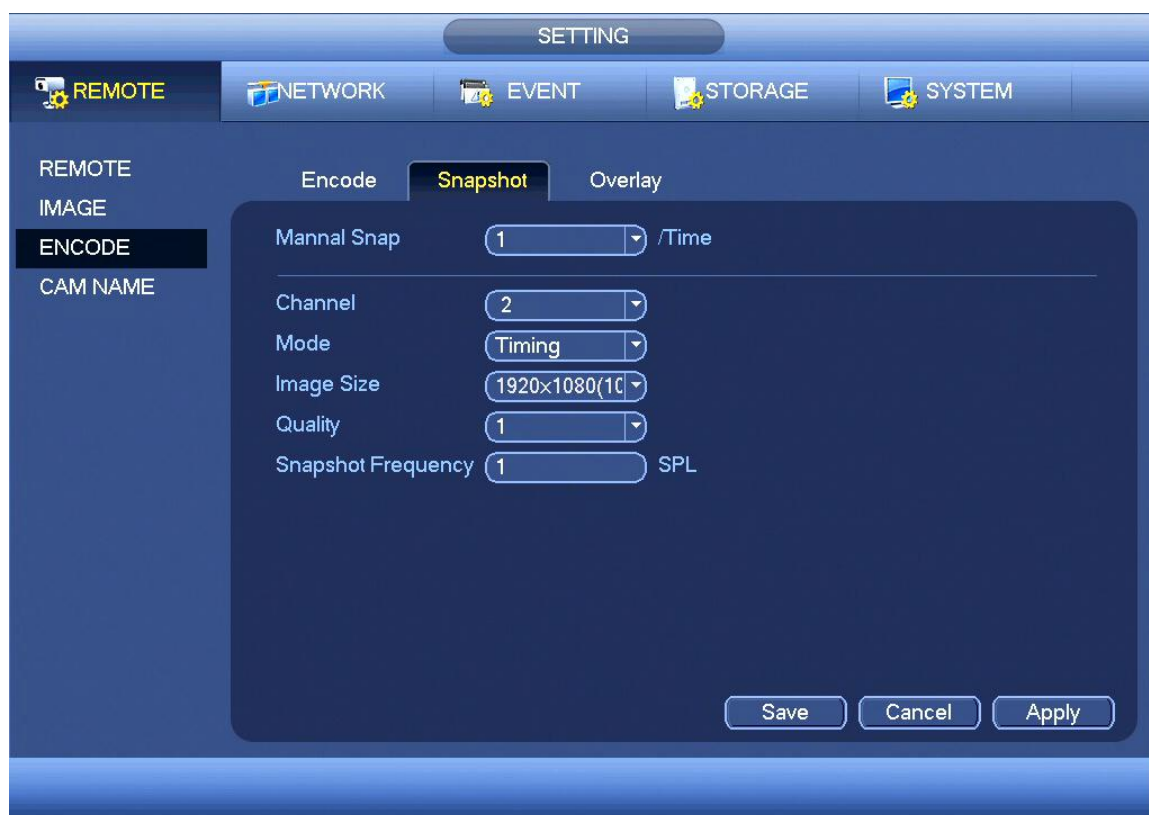 SETTING
REMOTE NETWORK EVENT STORAGE SYSTEM
REMOTE
IMAGE
ENCODE
CAM NAME
Encode Snapshot Overlay
Mannal Snap 1 /Time
Channel 2
Mode Timing
Image Size 1920×1080(10
Quality 1
Snapshot Frequency 1 SPL
Save Cancel Apply